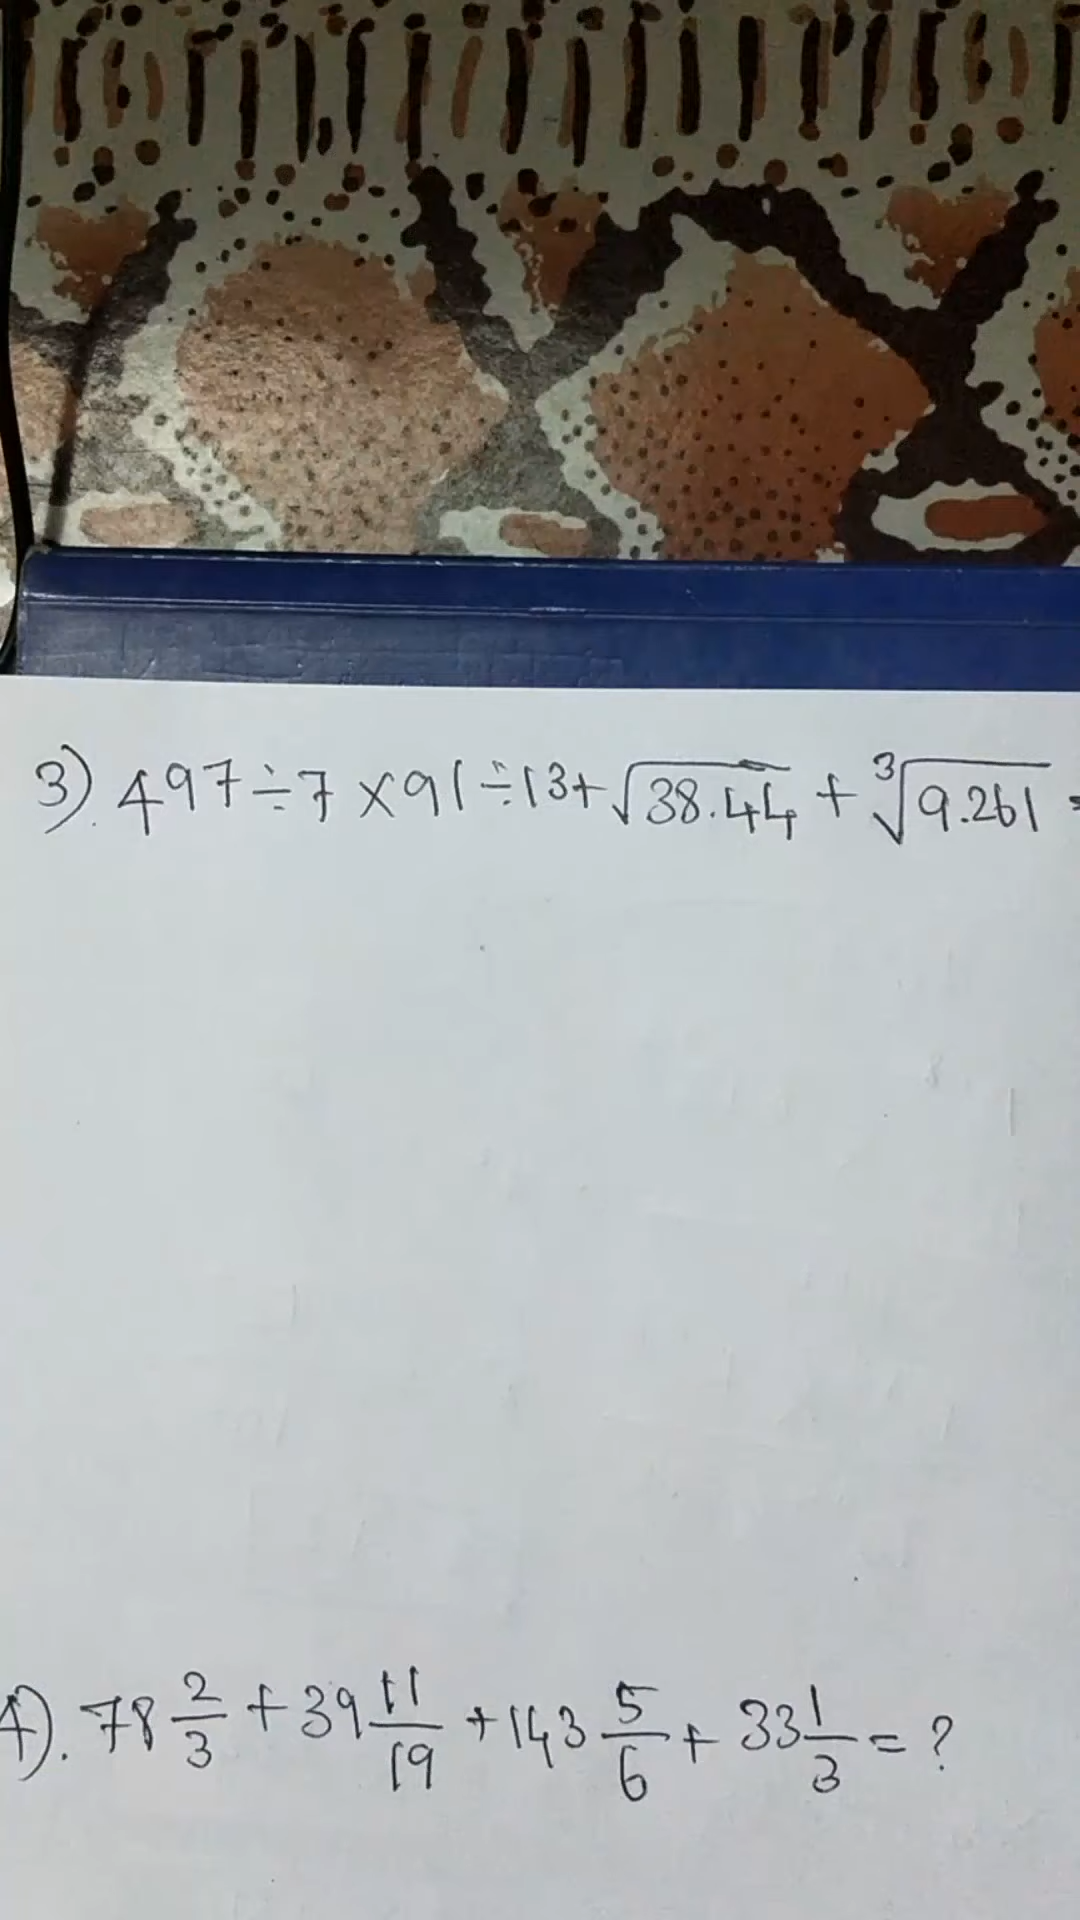 3). 497÷7×91÷13+√38.44 + ∛9.261 =
4). 78 2/3 + 39 11/19 + 143 5/6 + 33 1/3 = ?